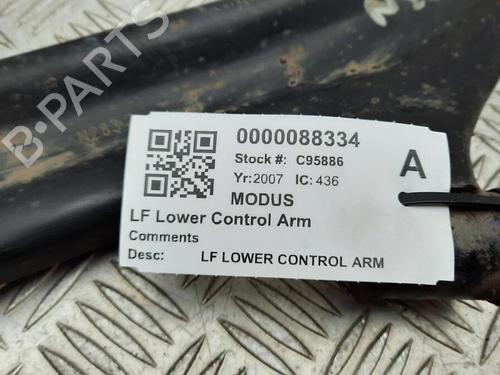 B-PARTS
0000088334
Stock #: C95886
A
Yr: 2007 IC: 436
MODUS
LF Lower Control Arm
Comments
Desc: LF LOWER CONTROL ARM